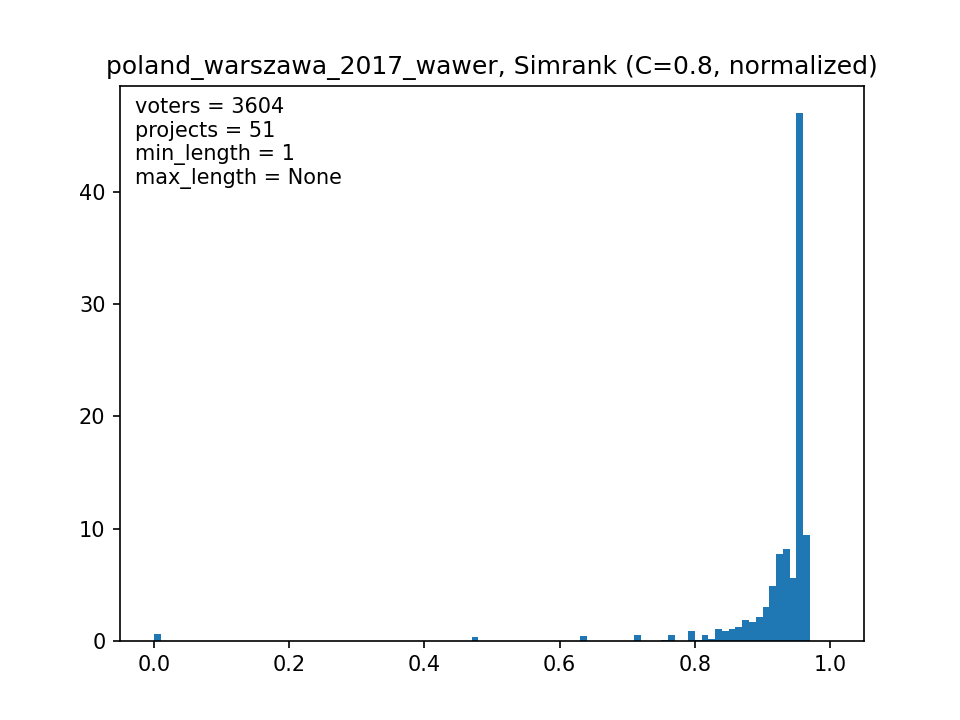 poland_warszawa_2017_wawer, Simrank (C=0.8, normalized)
voters = 3604
projects = 51
min_length = 1
max_length = None
40
30
20
10
0
0.0 0.2 0.4 0.6 0.8 1.0